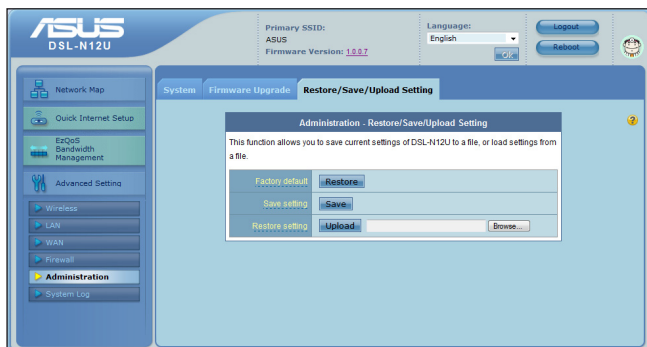 ASUS
DSL-N12U
Primary SSID:
ASUS
Firmware Version: 1.0.0.7
Language:
English
Ok
Logout
Reboot
Network Map
Quick Internet Setup
EzQoS
Bandwidth
Management
Advanced Setting
Wireless
LAN
WAN
Firewall
Administration
System Log
System
Firmware Upgrade
Restore/Save/Upload Setting
Administration - Restore/Save/Upload Setting
This function allows you to save current settings of DSL-N12U to a file, or load settings from
a file.
Factory default
Restore
Save setting
Save
Restore setting
Upload
Browse...